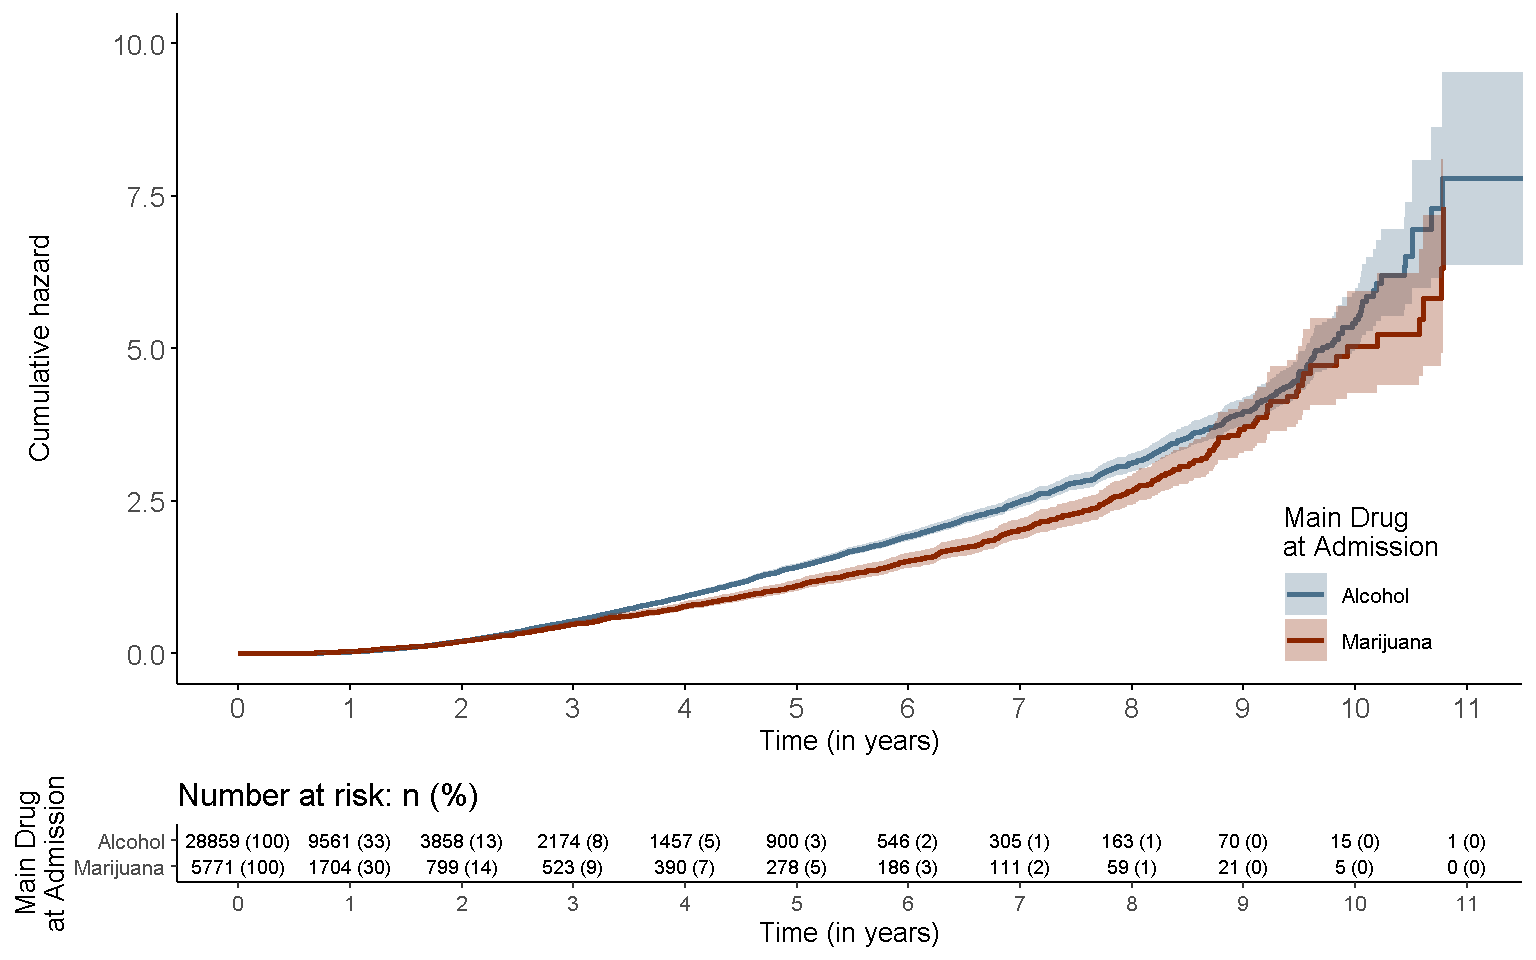 10.0
7.5
5.0
2.5
0.0
Cumulative hazard
Main Drug
at Admission
Alcohol
Marijuana
0 1 2 3 4 5 6 7 8 9 10 11
Time (in years)
Number at risk: n (%)
Main Drug
at Admission
Alcohol 28859 (100) 9561 (33) 3858 (13) 2174 (8) 1457 (5) 900 (3) 546 (2) 305 (1) 163 (1) 70 (0) 15 (0) 1 (0)
Marijuana 5771 (100) 1704 (30) 799 (14) 523 (9) 390 (7) 278 (5) 186 (3) 111 (2) 59 (1) 21 (0) 5 (0) 0 (0)
0 1 2 3 4 5 6 7 8 9 10 11
Time (in years)